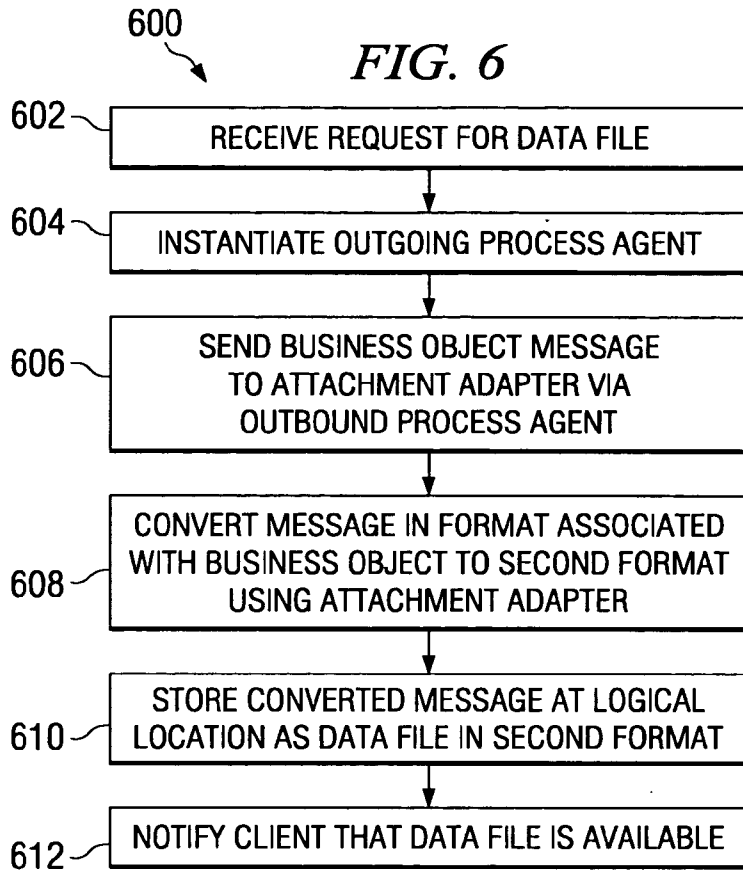 600
FIG. 6
602
RECEIVE REQUEST FOR DATA FILE
604
INSTANTIATE OUTGOING PROCESS AGENT
606
SEND BUSINESS OBJECT MESSAGE
TO ATTACHMENT ADAPTER VIA
OUTBOUND PROCESS AGENT
608
CONVERT MESSAGE IN FORMAT ASSOCIATED
WITH BUSINESS OBJECT TO SECOND FORMAT
USING ATTACHMENT ADAPTER
610
STORE CONVERTED MESSAGE AT LOGICAL
LOCATION AS DATA FILE IN SECOND FORMAT
612
NOTIFY CLIENT THAT DATA FILE IS AVAILABLE